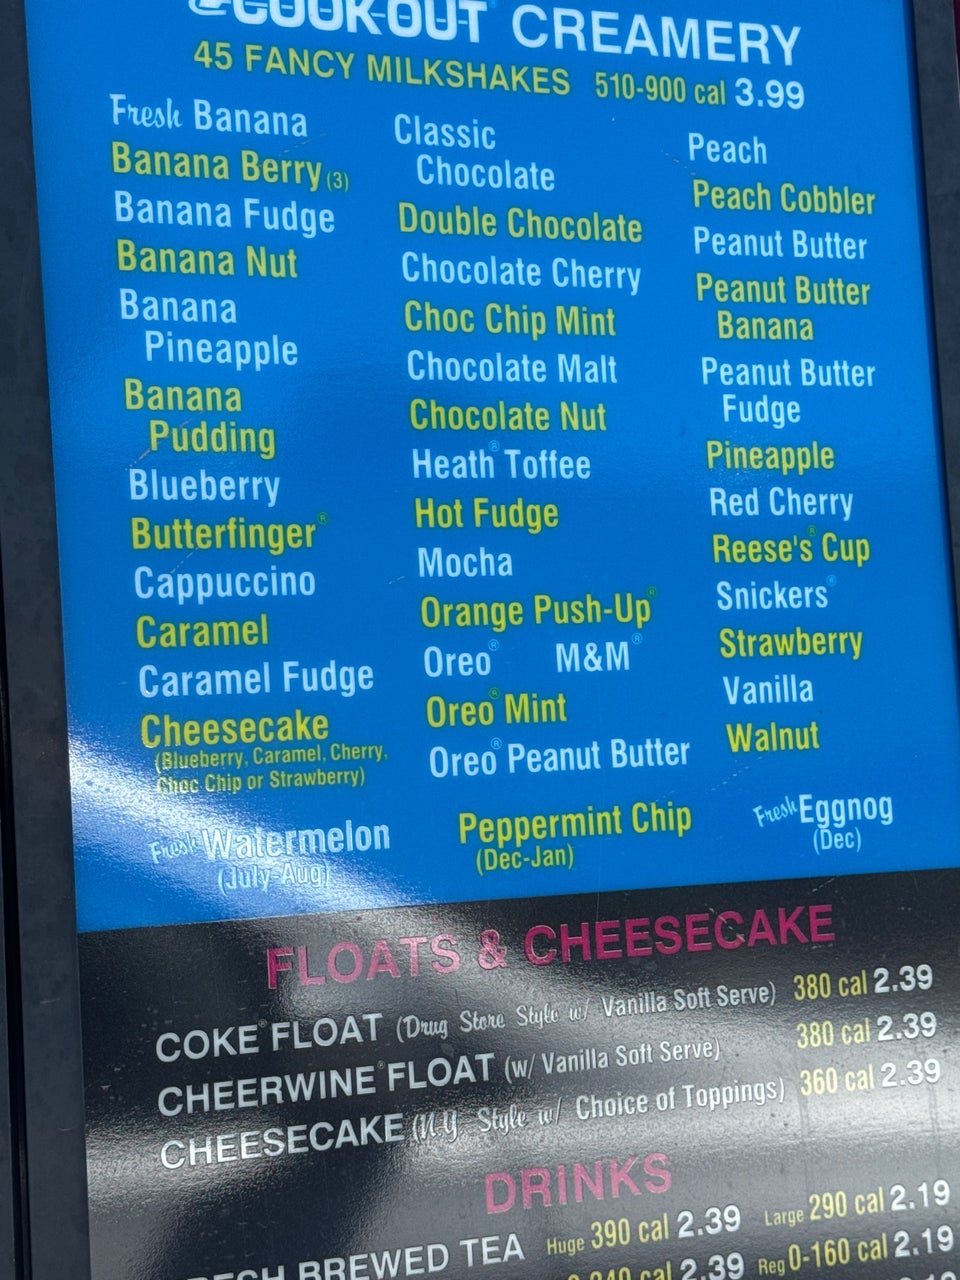 COOKOUT CREAMERY
45 FANCY MILKSHAKES 510-900 cal 3.99
Fresh Banana
Banana Berry (3)
Banana Fudge
Banana Nut
Banana
Pineapple
Banana
Pudding
Blueberry
Butterfinger®
Cappuccino
Caramel
Caramel Fudge
Cheesecake
(Blueberry, Caramel, Cherry,
Choc Chip or Strawberry)
Classic
Chocolate
Double Chocolate
Chocolate Cherry
Choc Chip Mint
Chocolate Malt
Chocolate Nut
Heath® Toffee
Hot Fudge
Mocha
Orange Push-Up®
Oreo® M&M®
Oreo® Mint
Oreo® Peanut Butter
Peach
Peach Cobbler
Peanut Butter
Peanut Butter
Banana
Peanut Butter
Fudge
Pineapple
Red Cherry
Reese's® Cup
Snickers®
Strawberry
Vanilla
Walnut
Fresh Watermelon
(July-Aug)
Peppermint Chip
(Dec-Jan)
Fresh Eggnog
(Dec)
FLOATS & CHEESECAKE
COKE® FLOAT (Drug Store Style w/ Vanilla Soft Serve) 380 cal 2.39
CHEERWINE® FLOAT (w/ Vanilla Soft Serve) 380 cal 2.39
CHEESECAKE (N.Y. Style w/ Choice of Toppings) 360 cal 2.39
DRINKS
BREWED TEA Huge 390 cal 2.39 Large 290 cal 2.19
cal 2.39 Reg 0-160 cal 2.19